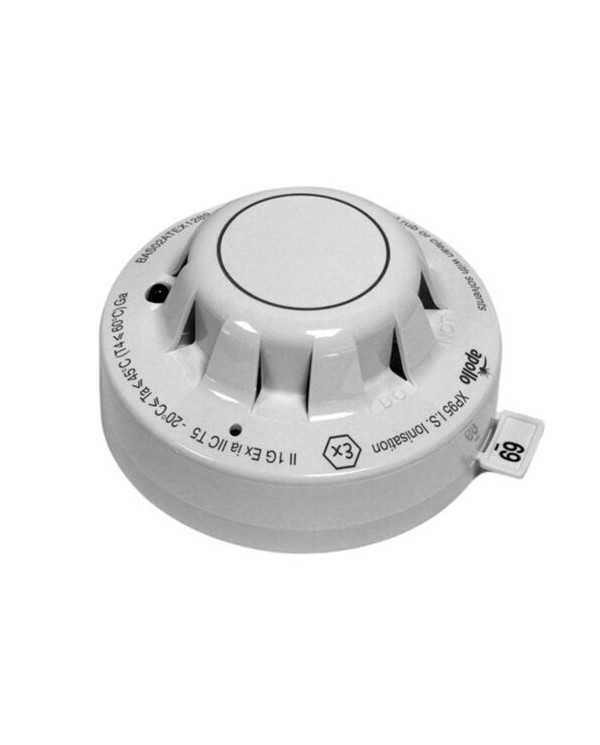 BAS02ATEX1289
rub or clean with solvents
apollo XP95 I.S. Ionisation
Ex
II 1G Ex ia IIC T5 - 20°C ≤ Ta ≤ 45°C (T4 ≤ 60°C) Ga
69